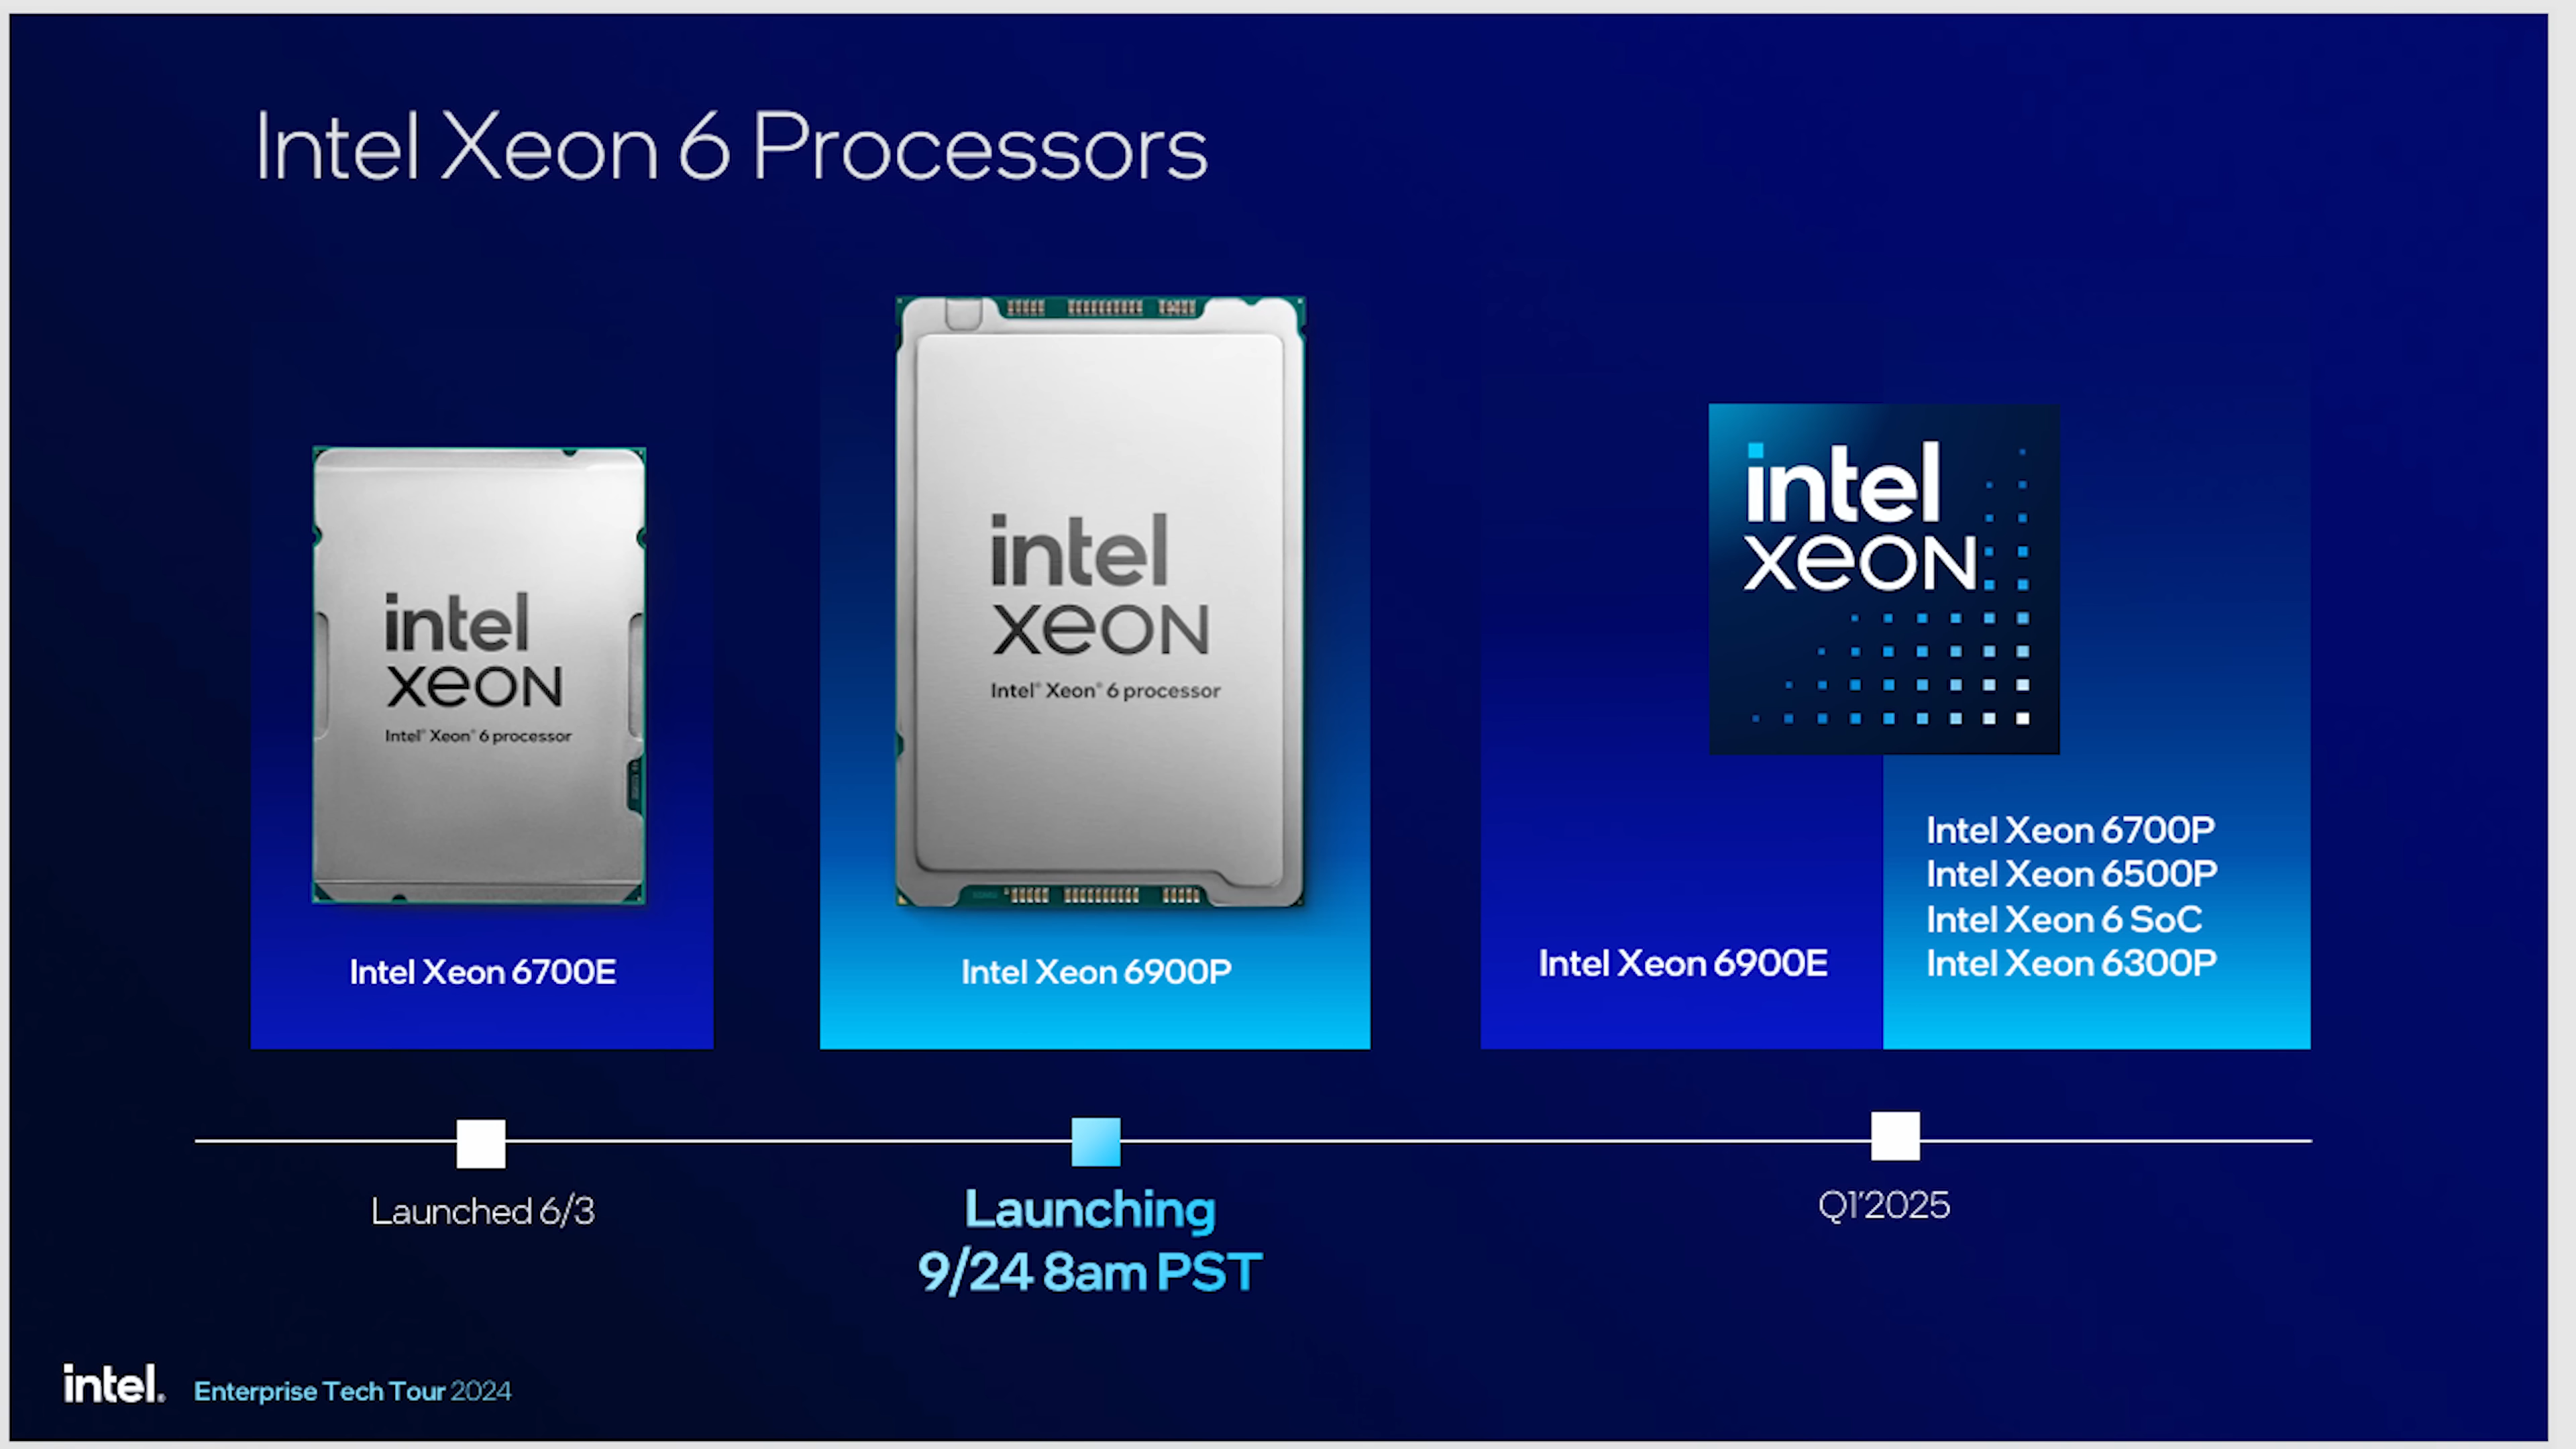 Intel Xeon 6 Processors
intel
xeon
Intel® Xeon® 6 processor
Intel Xeon 6700E
intel
xeon
Intel® Xeon® 6 processor
Intel Xeon 6900P
intel
xeon
Intel Xeon 6900E
Intel Xeon 6700P
Intel Xeon 6500P
Intel Xeon 6 SoC
Intel Xeon 6300P
Launched 6/3
Launching
9/24 8am PST
Q1'2025
intel. Enterprise Tech Tour 2024